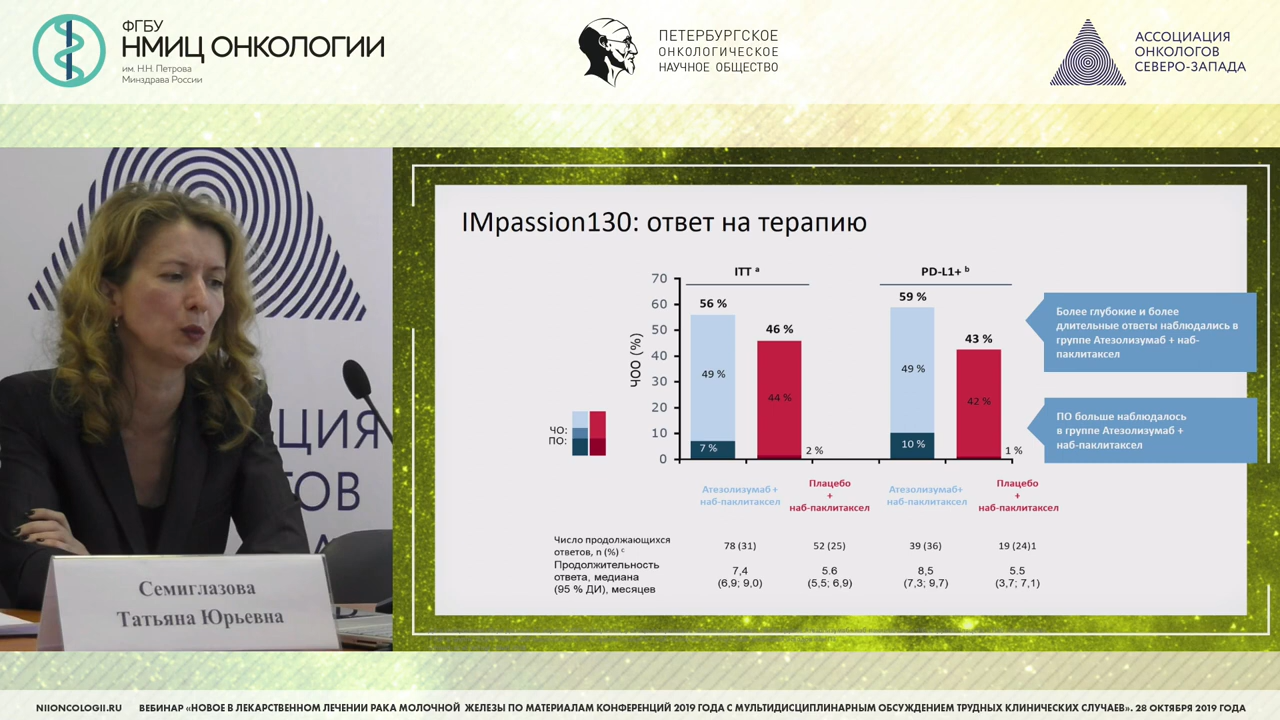 ФГБУ
НМИЦ ОНКОЛОГИИ
им. Н.Н. Петрова
Минздрава России
ПЕТЕРБУРГСКОЕ
ОНКОЛОГИЧЕСКОЕ
НАУЧНОЕ ОБЩЕСТВО
АССОЦИАЦИЯ
ОНКОЛОГОВ
СЕВЕРО-ЗАПАДА
ЦИЯ
ТОВ
Семиглазова
Татьяна Юрьевна
IMpassion130: ответ на терапию
ITT a
PD-L1+ b
ЧОО (%)
70
60
50
40
30
20
10
0
56 %
46 %
59 %
43 %
49 %
44 %
49 %
42 %
7 %
2 %
10 %
1 %
ЧО:
ПО:
Атезолизумаб +
наб-паклитаксел
Плацебо
+
наб-паклитаксел
Атезолизумаб+
наб-паклитаксел
Плацебо
+
наб-паклитаксел
Число продолжающихся
ответов, n (%) c
78 (31)
52 (25)
39 (36)
19 (24)1
Продолжительность
ответа, медиана
(95 % ДИ), месяцев
7,4
(6,9; 9,0)
5.6
(5,5; 6,9)
8,5
(7,3; 9,7)
5.5
(3,7; 7,1)
Более глубокие и более
длительные ответы наблюдались в
группе Атезолизумаб + наб-
паклитаксел
ПО больше наблюдалось
в группе Атезолизумаб +
наб-паклитаксел
NIIONCOLOGII.RU
ВЕБИНАР «НОВОЕ В ЛЕКАРСТВЕННОМ ЛЕЧЕНИИ РАКА МОЛОЧНОЙ ЖЕЛЕЗЫ ПО МАТЕРИАЛАМ КОНФЕРЕНЦИЙ 2019 ГОДА С МУЛЬТИДИСЦИПЛИНАРНЫМ ОБСУЖДЕНИЕМ ТРУДНЫХ КЛИНИЧЕСКИХ СЛУЧАЕВ». 28 ОКТЯБРЯ 2019 ГОДА